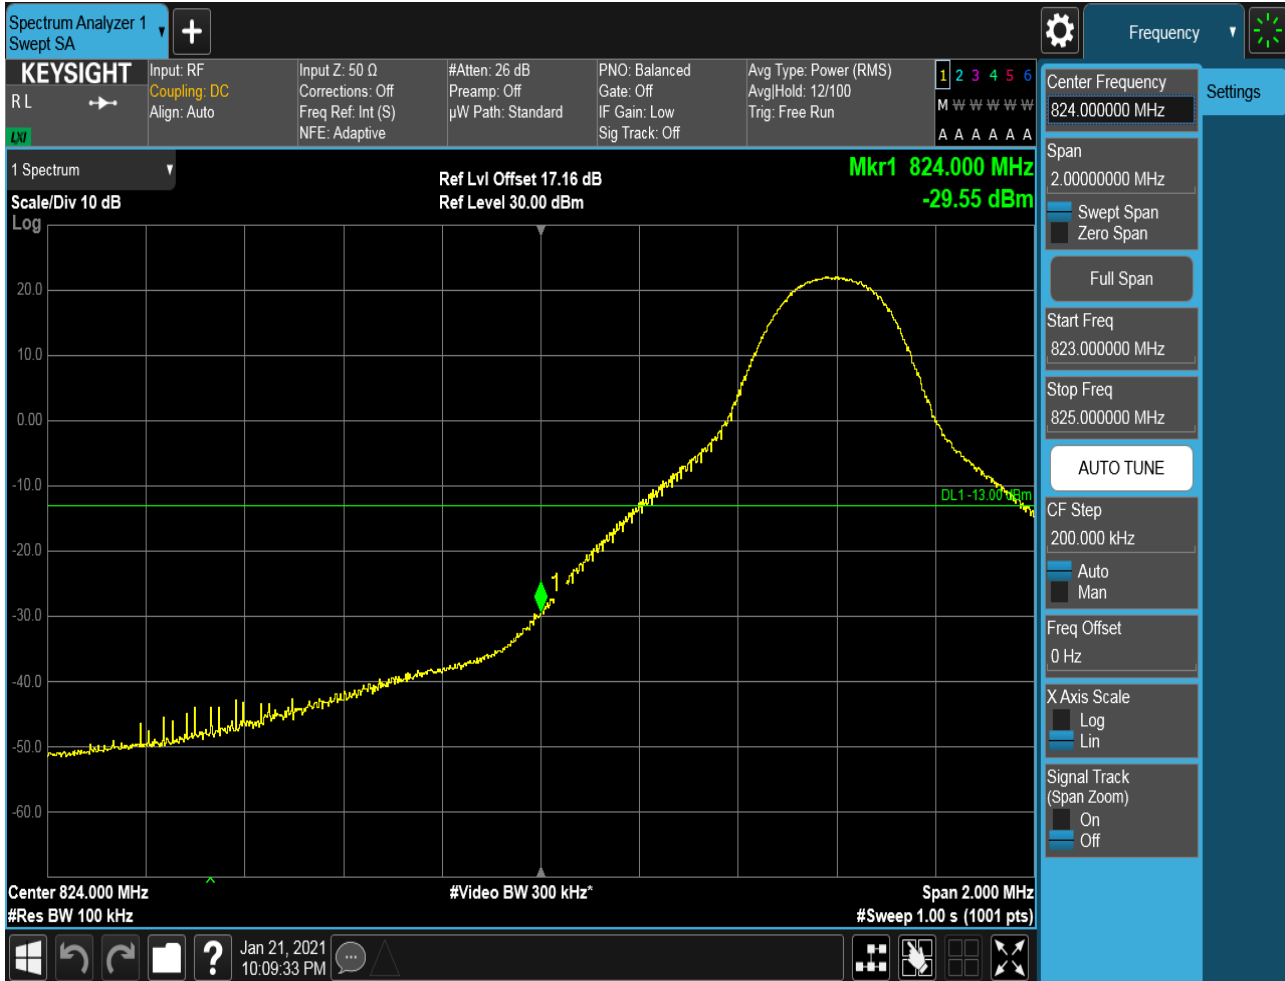 Spectrum Analyzer 1
Swept SA
+
Frequency
KEYSIGHT
R L
LXI
Input: RF
Coupling: DC
Align: Auto
Input Z: 50 Ω
Corrections: Off
Freq Ref: Int (S)
NFE: Adaptive
#Atten: 26 dB
Preamp: Off
µW Path: Standard
PNO: Balanced
Gate: Off
IF Gain: Low
Sig Track: Off
Avg Type: Power (RMS)
Avg|Hold: 12/100
Trig: Free Run
1 2 3 4 5 6
M W W W W W
A A A A A A
1 Spectrum
Scale/Div 10 dB
Log
Ref Lvl Offset 17.16 dB
Ref Level 30.00 dBm
Mkr1 824.000 MHz
-29.55 dBm
20.0
10.0
0.00
-10.0
-20.0
-30.0
-40.0
-50.0
-60.0
DL1 -13.00 dBm
1
Center 824.000 MHz
#Res BW 100 kHz
#Video BW 300 kHz*
Span 2.000 MHz
#Sweep 1.00 s (1001 pts)
Center Frequency
824.000000 MHz
Settings
Span
2.00000000 MHz
Swept Span
Zero Span
Full Span
Start Freq
823.000000 MHz
Stop Freq
825.000000 MHz
AUTO TUNE
CF Step
200.000 kHz
Auto
Man
Freq Offset
0 Hz
X Axis Scale
Log
Lin
Signal Track
(Span Zoom)
On
Off
?
Jan 21, 2021
10:09:33 PM